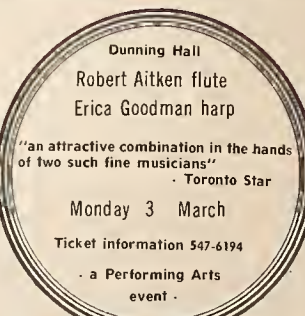 Dunning Hall
Robert Aitken flute
Erica Goodman harp
"an attractive combination in the hands
of two such fine musicians"
- Toronto Star
Monday 3 March
Ticket information 547-6194
- a Performing Arts
event -